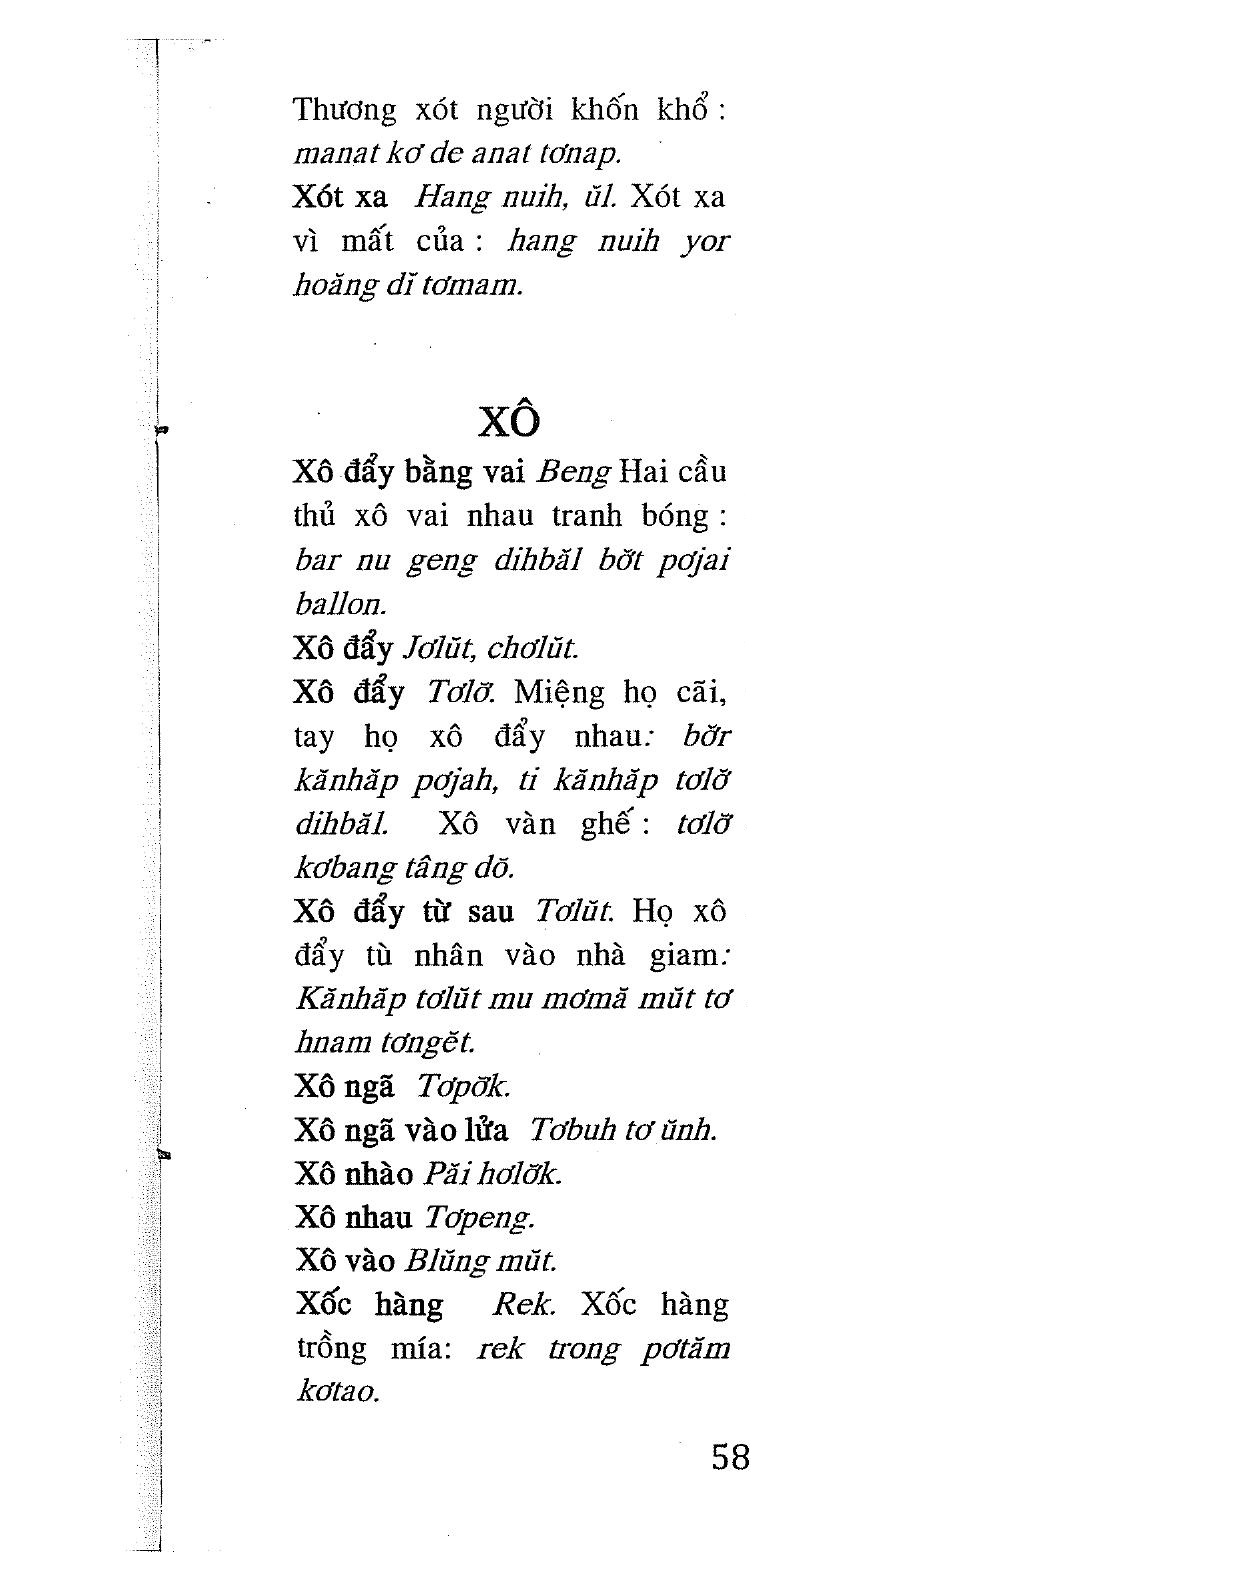 Thương xót người khốn khổ :
manat kơ de anat tơnap.
Xót xa Hang nuih, ŭl. Xót xa
vì mất của : hang nuih yor
hoăng dĭ tơmam.
XÔ
Xô đẩy bằng vai Beng Hai cầu
thủ xô vai nhau tranh bóng :
bar nu geng dihbăl bơ̆t pơjai
ballon.
Xô đẩy Jơlŭt, chơlŭt.
Xô đẩy Tơlơ̆. Miệng họ cãi,
tay họ xô đẩy nhau: bơ̆r
kănhăp pơjah, ti kănhăp tơlơ̆
dihbăl. Xô vàn ghế : tơlơ̆
kơbang tâng dŏ.
Xô đẩy từ sau Tơlŭt. Họ xô
đẩy tù nhân vào nhà giam:
Kănhăp tơlŭt mu mơmă mŭt tơ
hnam tơngĕt.
Xô ngã Tơpơ̆k.
Xô ngã vào lửa Tơbuh tơ ŭnh.
Xô nhào Păi hơlơ̆k.
Xô nhau Tơpeng.
Xô vào Blŭng mŭt.
Xốc hàng Rek. Xốc hàng
trồng mía: rek trong pơtăm
kơtao.
58